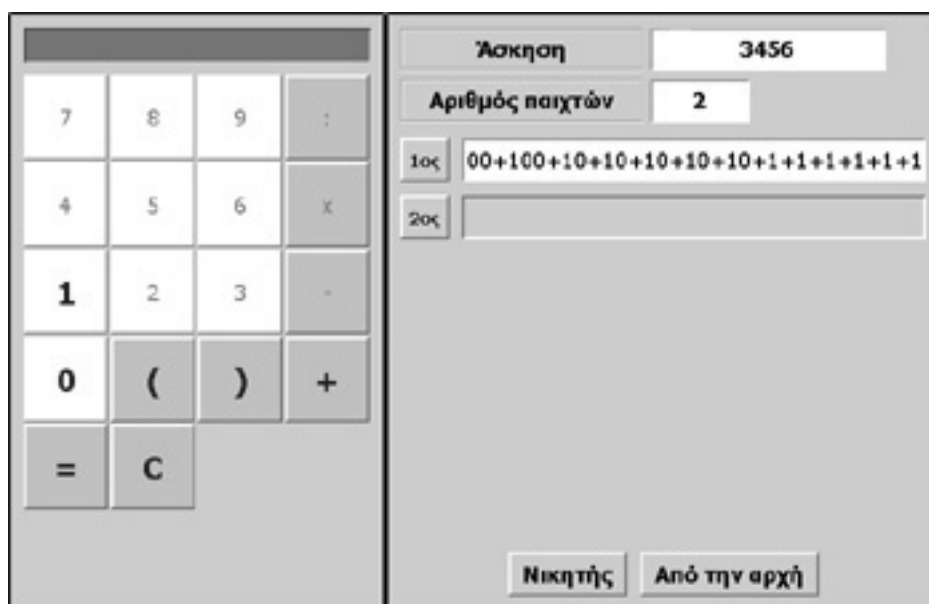 7 8 9 :
4 5 6 x
1 2 3 -
0 ( ) +
= C
Άσκηση 3456
Αριθμός παιχτών 2
1ος 00+100+10+10+10+10+10+1+1+1+1+1+1
2ος
Νικητής Από την αρχή